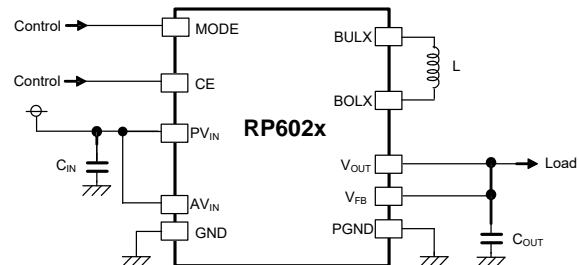 Control
MODE
BULX
L
Control
CE
BOLX
RP602x
PVIN
CIN
VOUT
Load
VFB
AVIN
GND
PGND
COUT